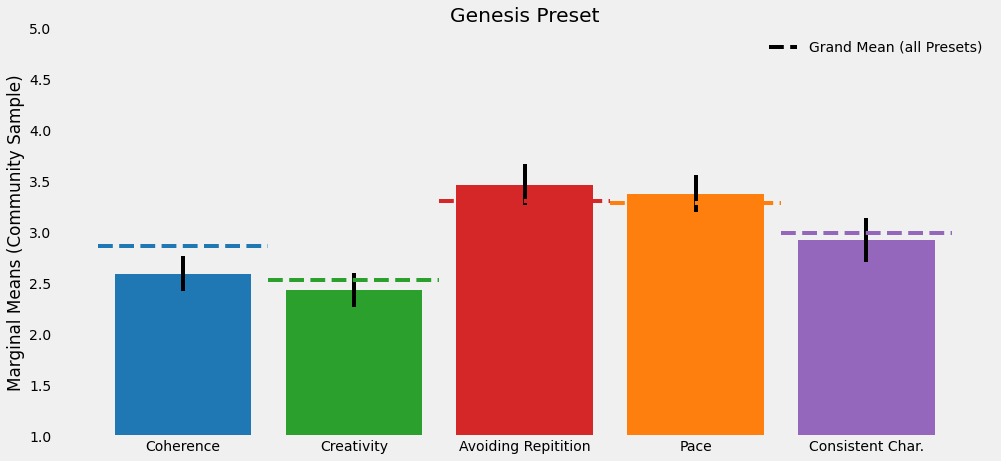 Genesis Preset
Grand Mean (all Presets)
Marginal Means (Community Sample)
5.0
4.5
4.0
3.5
3.0
2.5
2.0
1.5
1.0
Coherence
Creativity
Avoiding Repitition
Pace
Consistent Char.